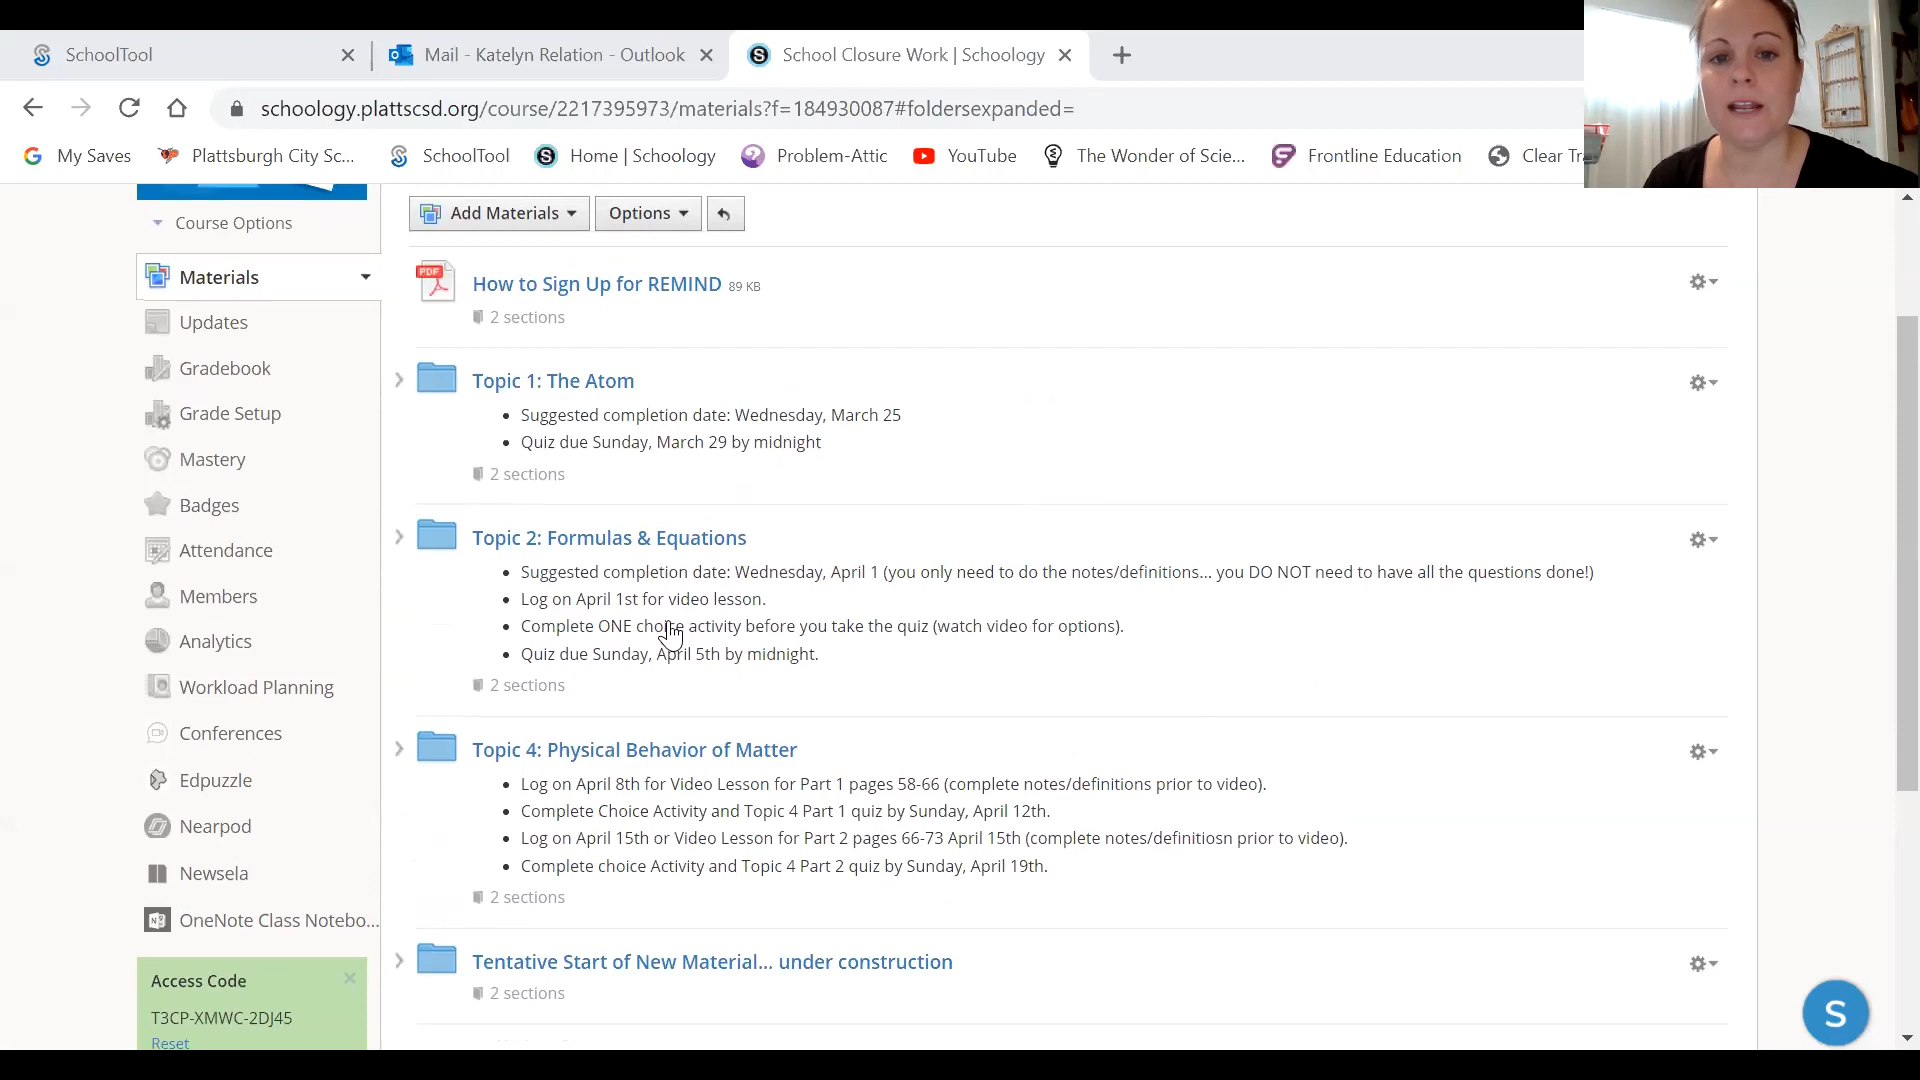 SchoolTool
Mail - Katelyn Relation - Outlook
School Closure Work | Schoology
schoology.plattscsd.org/course/2217395973/materials?f=184930087#foldersexpanded=
My Saves
Plattsburgh City Sc...
SchoolTool
Home | Schoology
Problem-Attic
YouTube
The Wonder of Scie...
Frontline Education
Clear Tr
Course Options
Add Materials
Options
Materials
Updates
Gradebook
Grade Setup
Mastery
Badges
Attendance
Members
Analytics
Workload Planning
Conferences
Edpuzzle
Nearpod
Newsela
OneNote Class Notebo...
Access Code
T3CP-XMWC-2DJ45
Reset
PDF
How to Sign Up for REMIND 89 KB
2 sections
Topic 1: The Atom
• Suggested completion date: Wednesday, March 25
• Quiz due Sunday, March 29 by midnight
2 sections
Topic 2: Formulas & Equations
• Suggested completion date: Wednesday, April 1 (you only need to do the notes/definitions... you DO NOT need to have all the questions done!)
• Log on April 1st for video lesson.
• Complete ONE choice activity before you take the quiz (watch video for options).
• Quiz due Sunday, April 5th by midnight.
2 sections
Topic 4: Physical Behavior of Matter
• Log on April 8th for Video Lesson for Part 1 pages 58-66 (complete notes/definitions prior to video).
• Complete Choice Activity and Topic 4 Part 1 quiz by Sunday, April 12th.
• Log on April 15th or Video Lesson for Part 2 pages 66-73 April 15th (complete notes/definitiosn prior to video).
• Complete choice Activity and Topic 4 Part 2 quiz by Sunday, April 19th.
2 sections
Tentative Start of New Material... under construction
2 sections
S